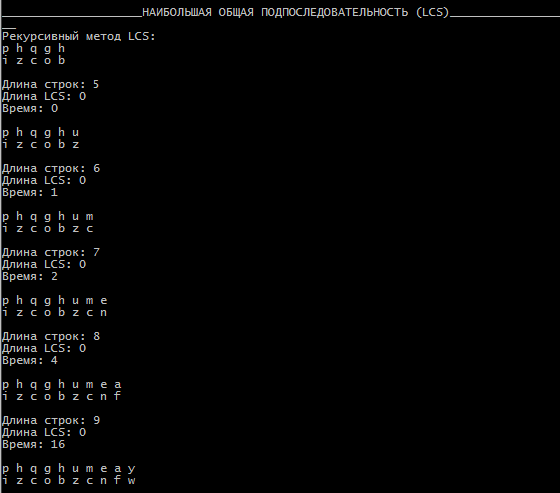 ____________________НАИБОЛЬШАЯ ОБЩАЯ ПОДПОСЛЕДОВАТЕЛЬНОСТЬ (LCS)________________
__
Рекурсивный метод LCS:
p h q g h
i z c o b
Длина строк: 5
Длина LCS: 0
Время: 0
p h q g h u
i z c o b z
Длина строк: 6
Длина LCS: 0
Время: 1
p h q g h u m
i z c o b z c
Длина строк: 7
Длина LCS: 0
Время: 2
p h q g h u m e
i z c o b z c n
Длина строк: 8
Длина LCS: 0
Время: 4
p h q g h u m e a
i z c o b z c n f
Длина строк: 9
Длина LCS: 0
Время: 16
p h q g h u m e a y
i z c o b z c n f w